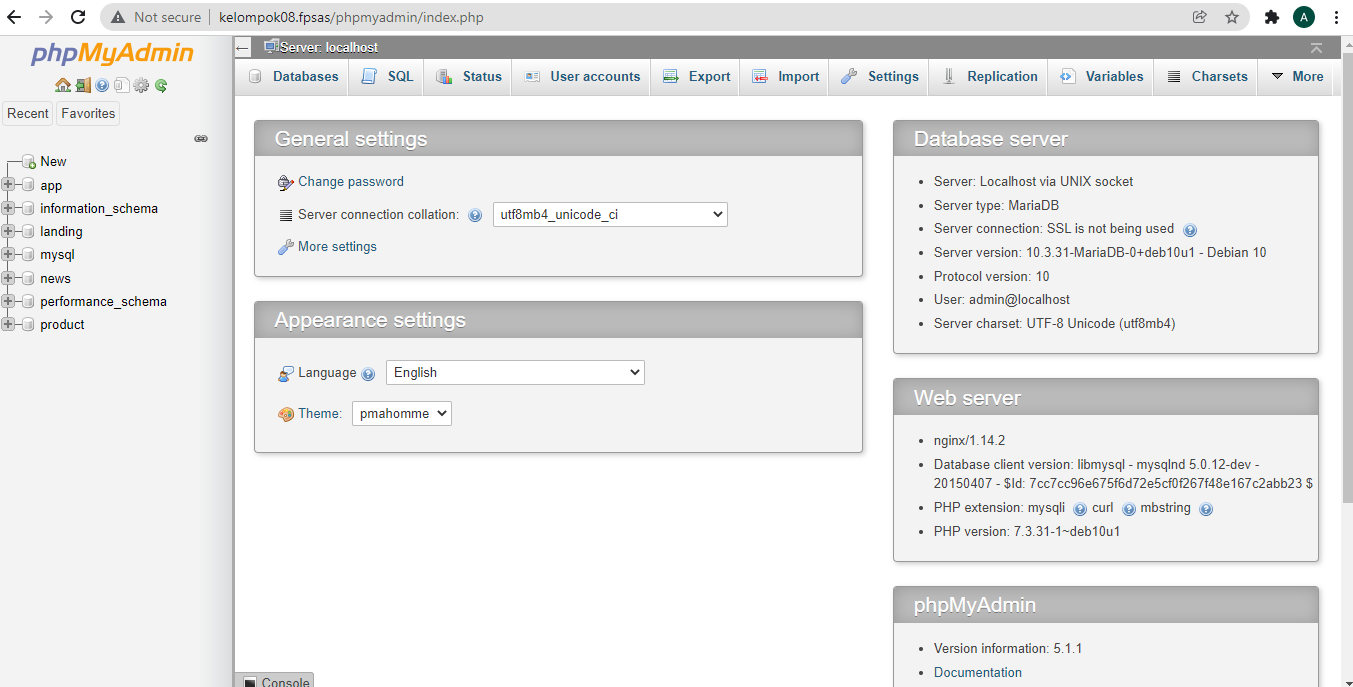 Not secure | kelompok08.fpsas/phpmyadmin/index.php
A
phpMyAdmin
Recent Favorites
New
app
information_schema
landing
mysql
news
performance_schema
product
Server: localhost
Databases SQL Status User accounts Export Import Settings Replication Variables Charsets More
General settings
Change password
Server connection collation: utf8mb4_unicode_ci
More settings
Appearance settings
Language English
Theme: pmahomme
Database server
Server: Localhost via UNIX socket
Server type: MariaDB
Server connection: SSL is not being used
Server version: 10.3.31-MariaDB-0+deb10u1 - Debian 10
Protocol version: 10
User: admin@localhost
Server charset: UTF-8 Unicode (utf8mb4)
Web server
nginx/1.14.2
Database client version: libmysql - mysqlnd 5.0.12-dev -
20150407 - $Id: 7cc7cc96e675f6d72e5cf0f267f48e167c2abb23 $
PHP extension: mysqli curl mbstring
PHP version: 7.3.31-1~deb10u1
phpMyAdmin
Version information: 5.1.1
Documentation
Console